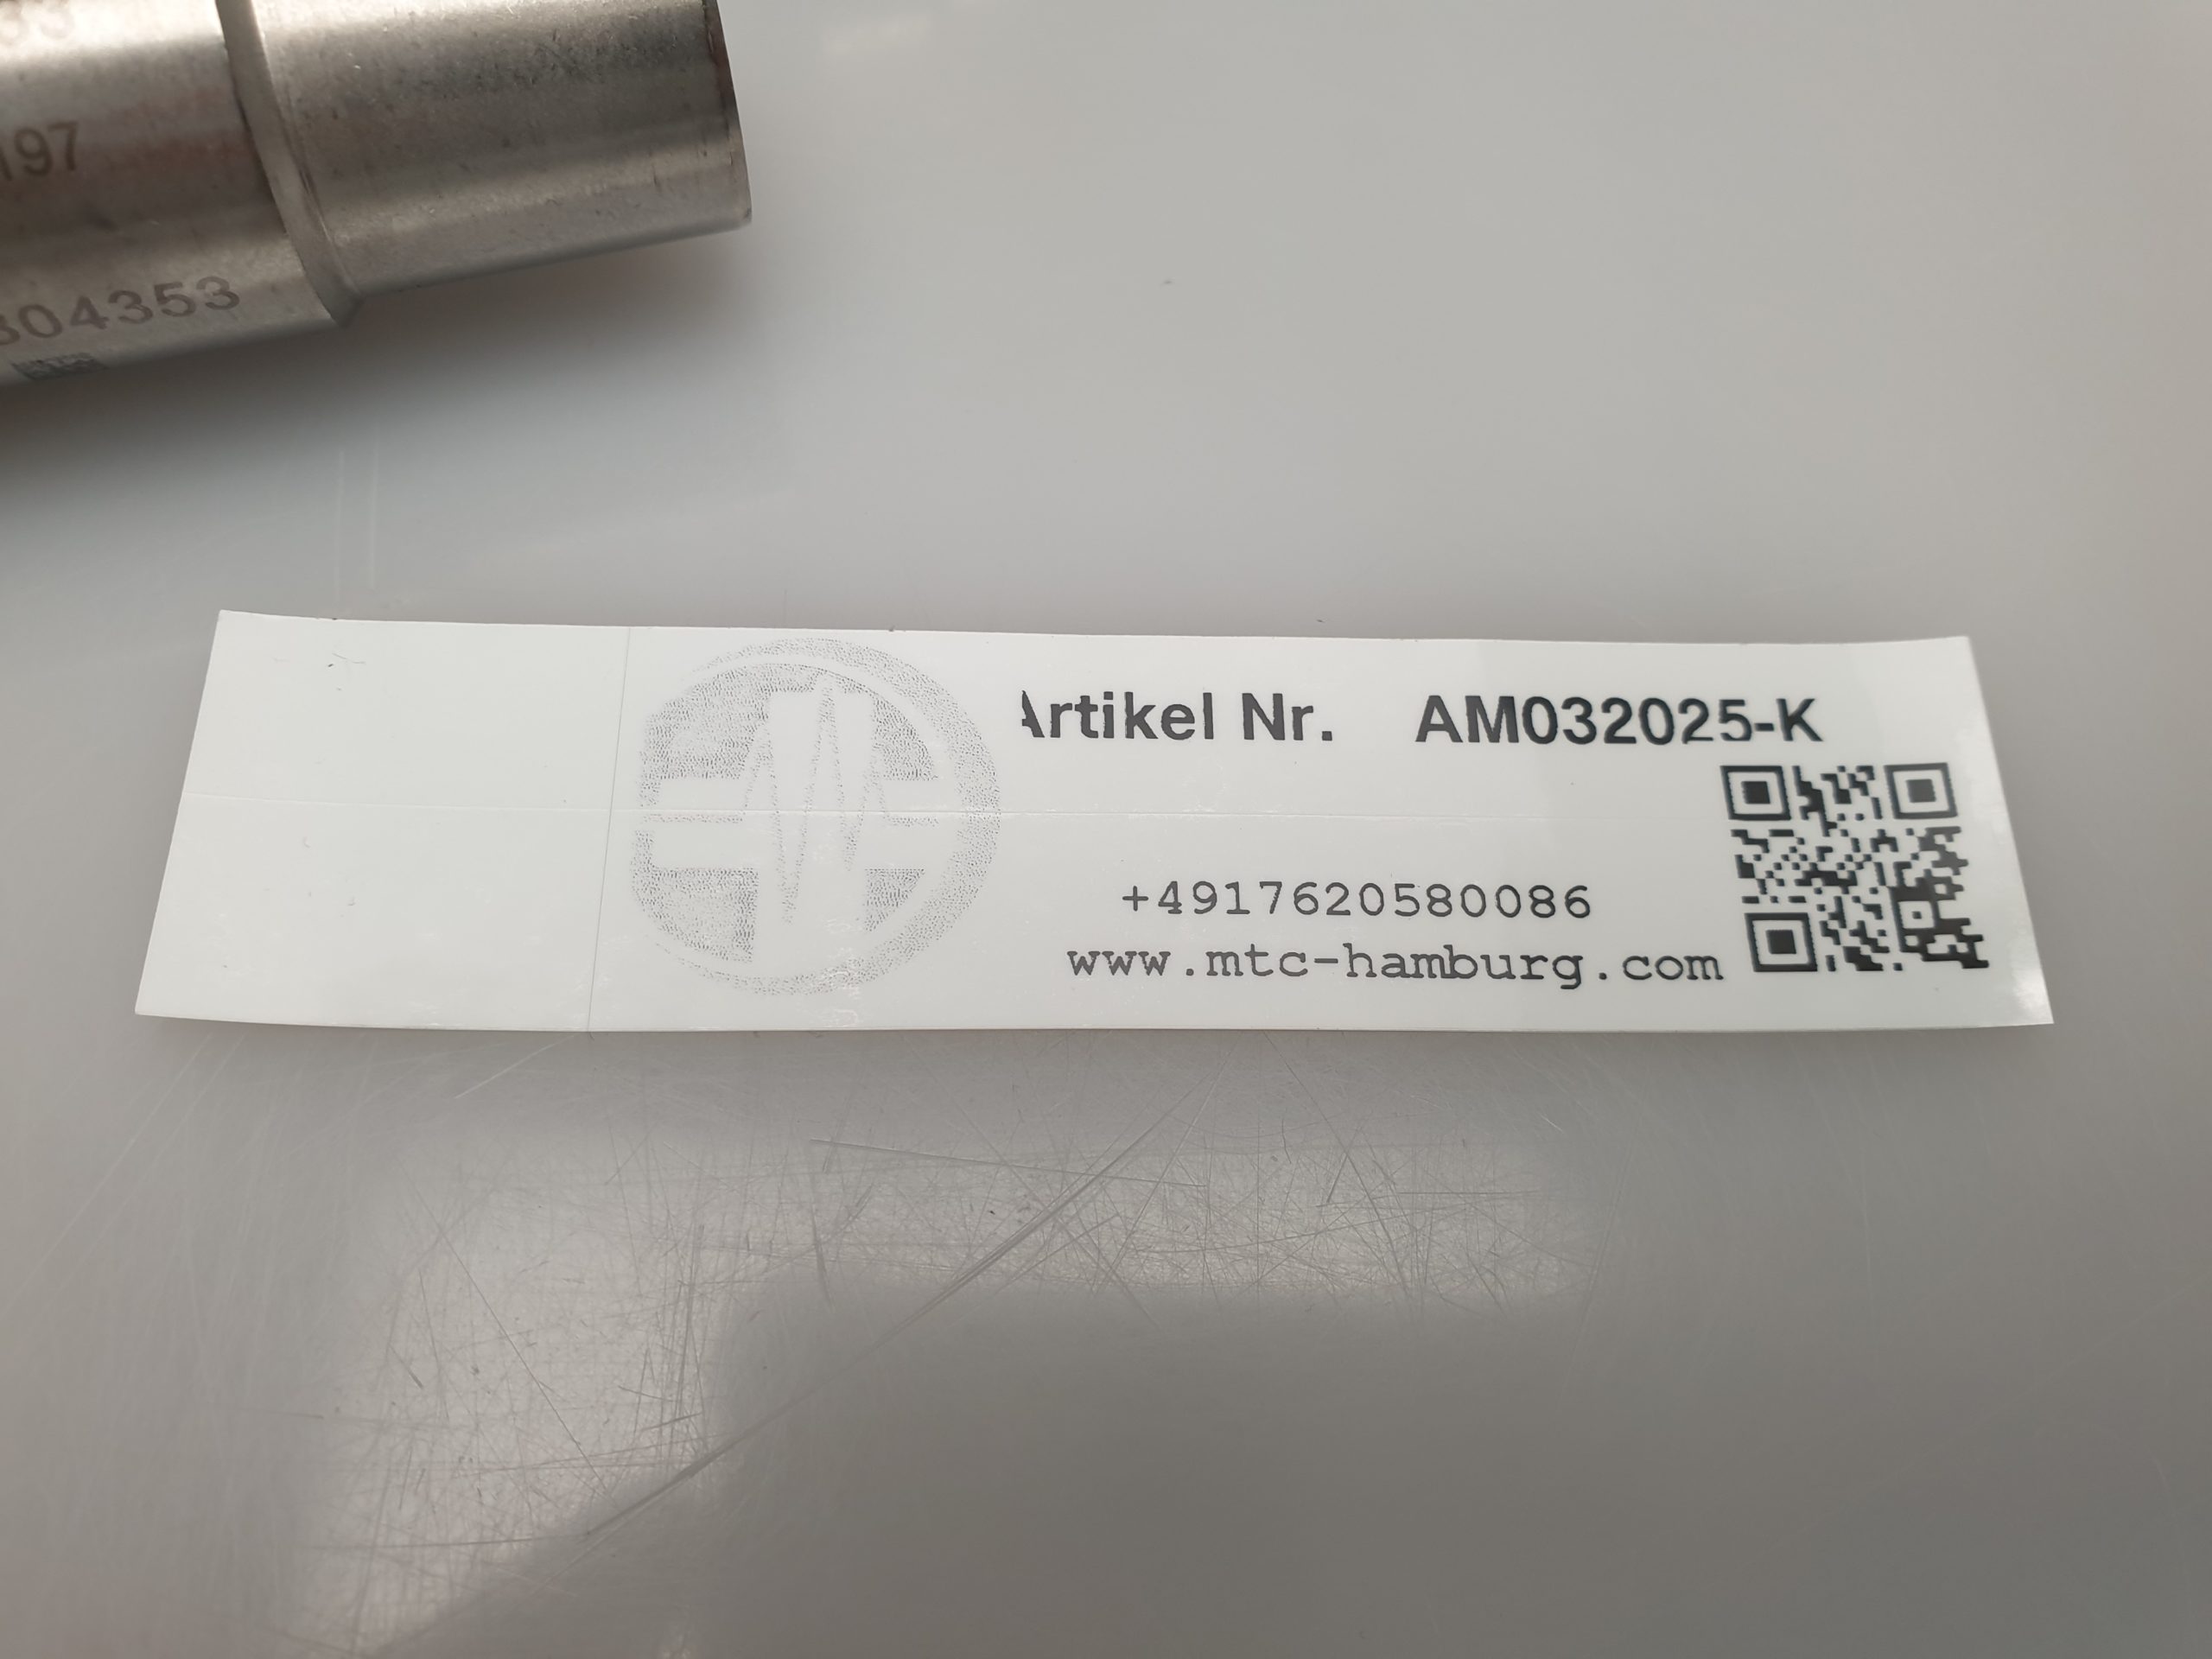 197
304353
Artikel Nr. AM032025-K
+4917620580086
www.mtc-hamburg.com